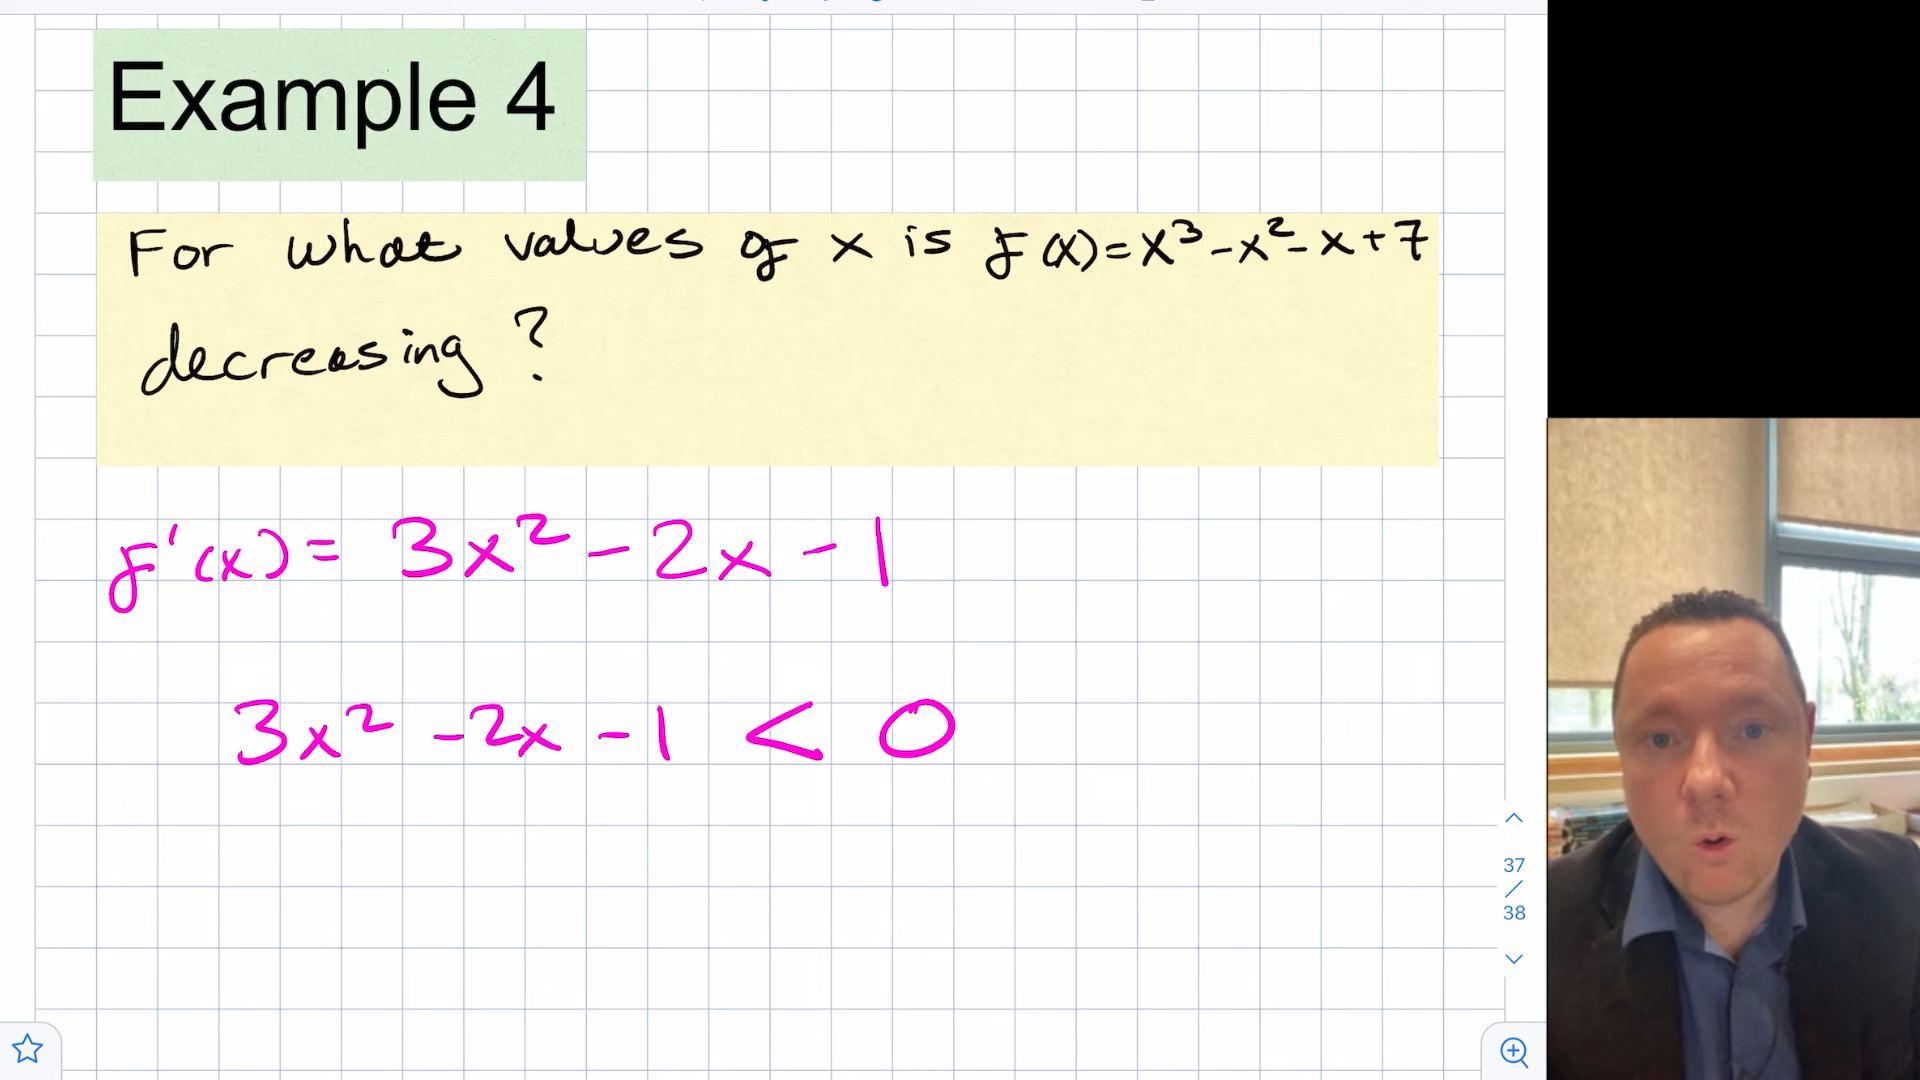 Example 4
For what values of x is f(x)=x³-x²-x+7
decreasing?
f'(x)= 3x²-2x-1
3x²-2x-1 < 0
37
/
38